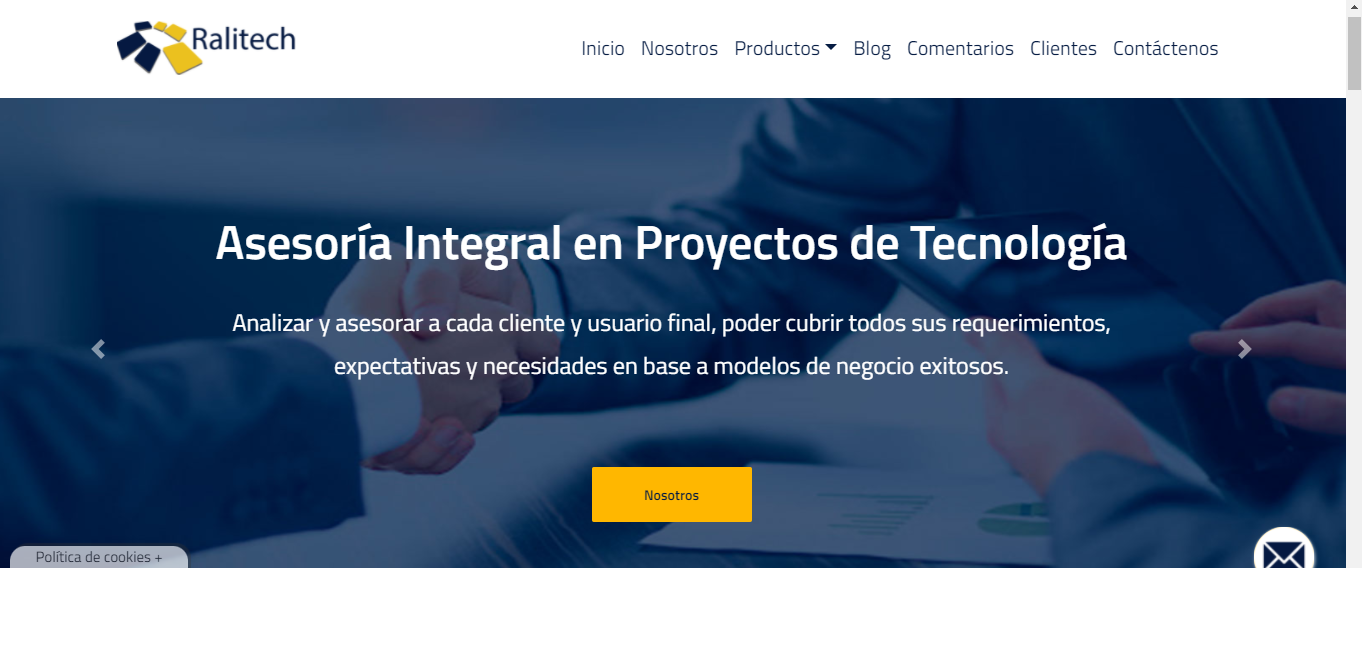 Ralitech
Inicio Nosotros Productos Blog Comentarios Clientes Contáctenos
Asesoría Integral en Proyectos de Tecnología
Analizar y asesorar a cada cliente y usuario final, poder cubrir todos sus requerimientos,
expectativas y necesidades en base a modelos de negocio exitosos.
Nosotros
Política de cookies +